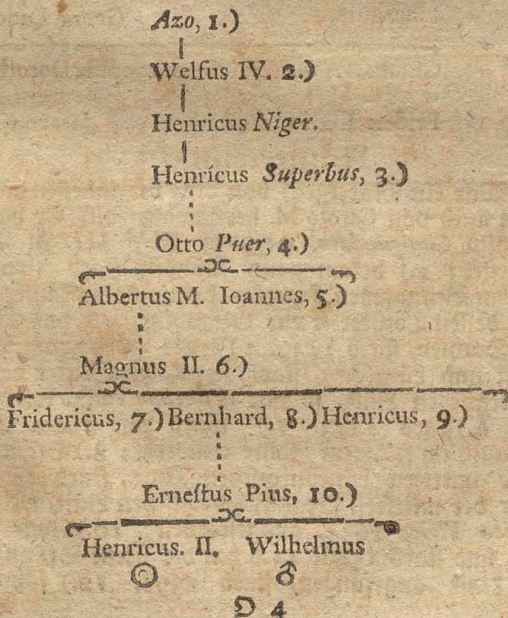 Azo, 1.)
Welfus IV. 2.)
Henricus Niger.
Henricus Superbus, 3.)
Otto Puer, 4.)
Albertus M. Ioannes, 5.)
Magnus II. 6.)
Fridericus, 7.) Bernhard, 8.) Henricus, 9.)
Erneſtus Pius, 10.)
Henricus. II. Wilhelmus
☉ ♂
D 4